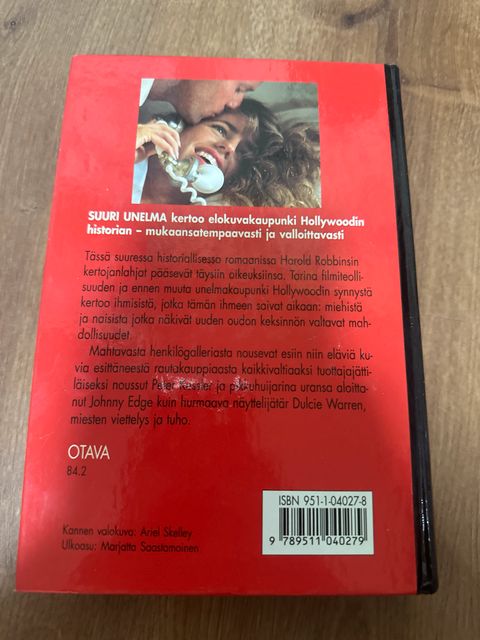 SUURI UNELMA kertoo elokuvakaupunki Hollywoodin
historian – mukaansatempaavasti ja valloittavasti
Tässä suuressa historiallisessa romaanissa Harold Robbinsin
kertojanlahjat pääsevät täysiin oikeuksiinsa. Tarina filmiteolli-
suuden ja ennen muuta unelmakaupunki Hollywoodin synnystä
kertoo ihmisistä, jotka tämän ihmeen saivat aikaan: miehistä
ja naisista jotka näkivät uuden oudon keksinnön valtavat mah-
dollisuudet.
Mahtavasta henkilögalleriasta nousevat esiin niin eläviä ku-
via esittäneestä rautakauppiaasta kaikkivaltiaaksi tuottajajätti-
läiseksi noussut Peter Kessler ja pikkuhuijarina uransa aloitta-
nut Johnny Edge kuin hurmaava näyttelijätär Dulcie Warren,
miesten viettelys ja tuho.
OTAVA
84.2
ISBN 951-1-04027-8
9 789511 040279
Kannen valokuva: Ariel Skelley
Ulkoasu: Marjatta Saastamoinen